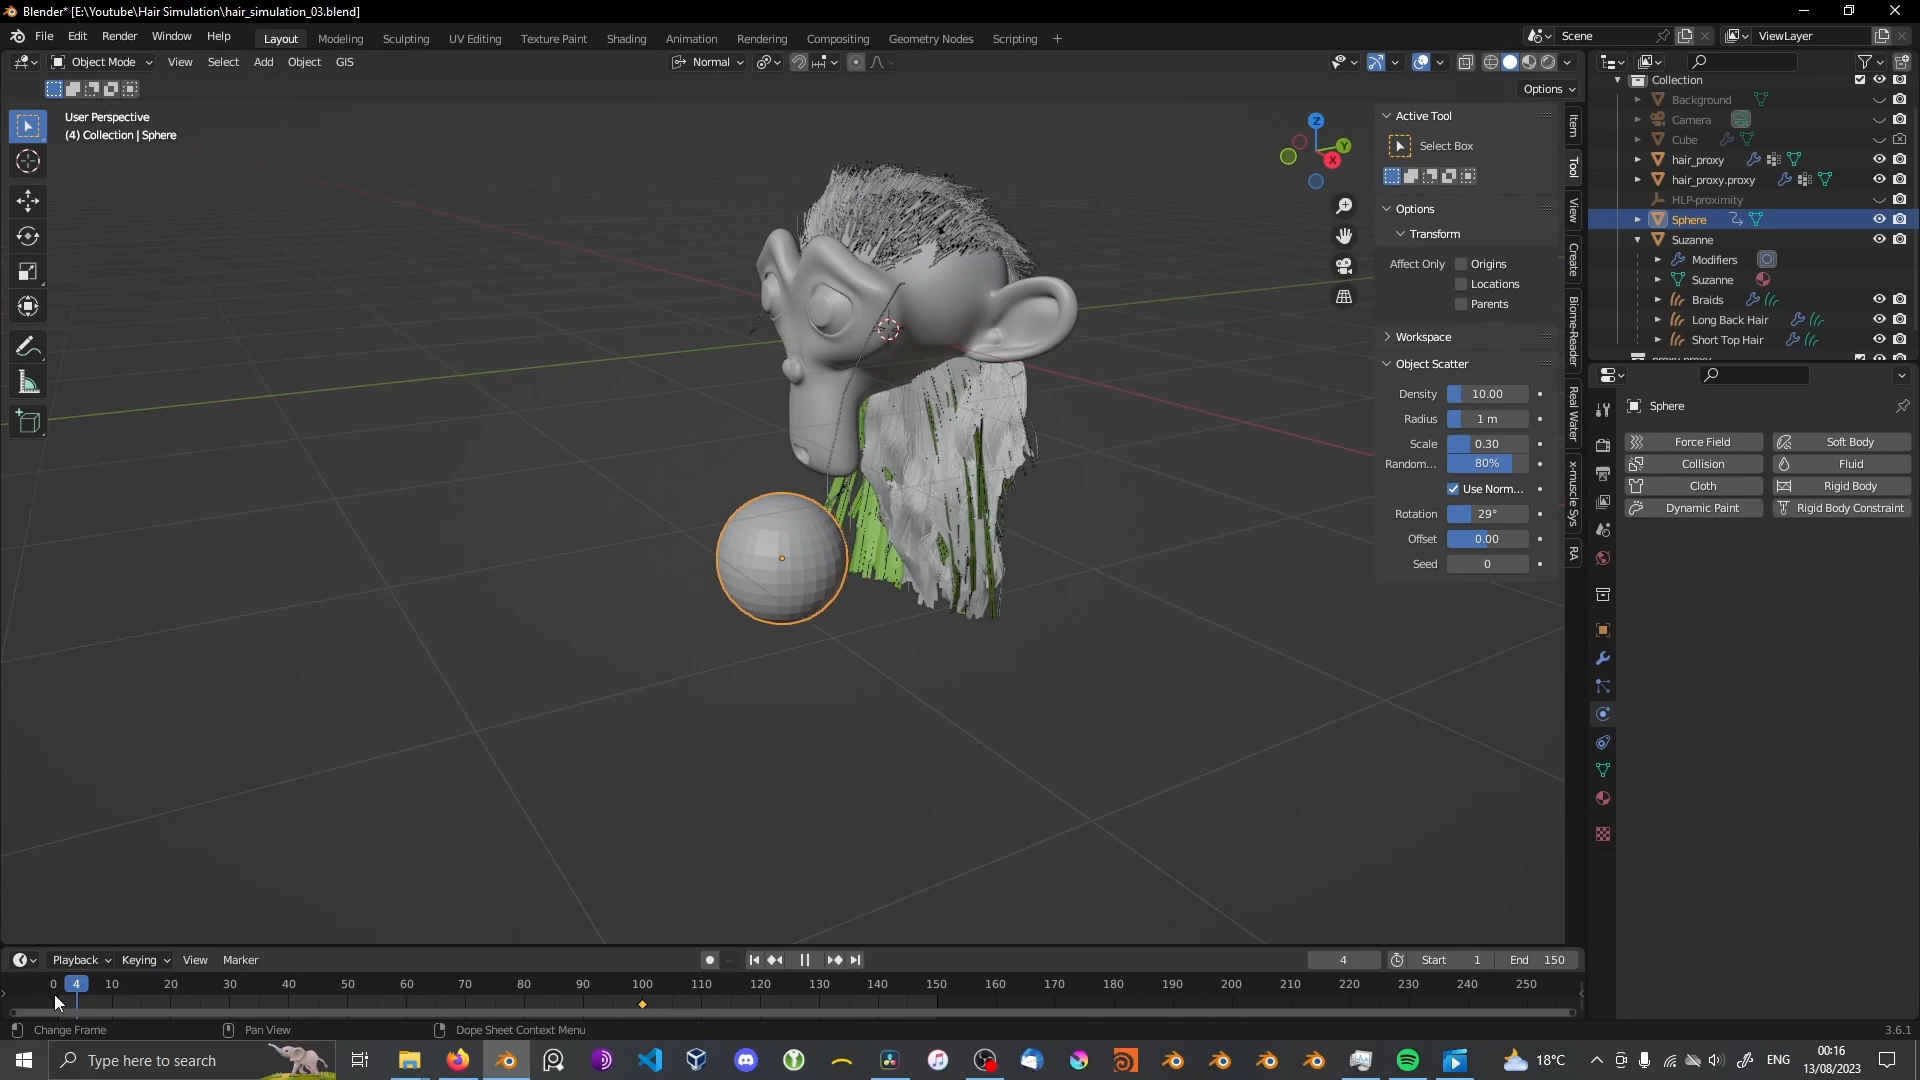 Blender* [E:\Youtube\Hair Simulation\hair_simulation_03.blend]
File Edit Render Window Help Layout Modeling Sculpting UV Editing Texture Paint Shading Animation Rendering Compositing Geometry Nodes Scripting + Scene ViewLayer
Object Mode View Select Add Object GIS Normal
Options
User Perspective
(4) Collection | Sphere
Z
Y
X
Active Tool
Select Box
Options
Transform
Affect Only Origins
Locations
Parents
Workspace
Object Scatter
Density 10.00
Radius 1 m
Scale 0.30
Random... 80%
Use Norm...
Rotation 29°
Offset 0.00
Seed 0
Item
Tool
View
Create
Biome-Reader
Real Water
x-muscle Sys
RA
Collection
Background
Camera
Cube
hair_proxy
hair_proxy.proxy
HLP-proximity
Sphere
Suzanne
Modifiers
Suzanne
Braids
Long Back Hair
Short Top Hair
Sphere
Force Field Soft Body
Collision Fluid
Cloth Rigid Body
Dynamic Paint Rigid Body Constraint
Playback Keying View Marker 4 Start 1 End 150
0 4 10 20 30 40 50 60 70 80 90 100 110 120 130 140 150 160 170 180 190 200 210 220 230 240 250
Change Frame Pan View Dope Sheet Context Menu 3.6.1
Type here to search 18°C ENG 00:16
13/08/2023